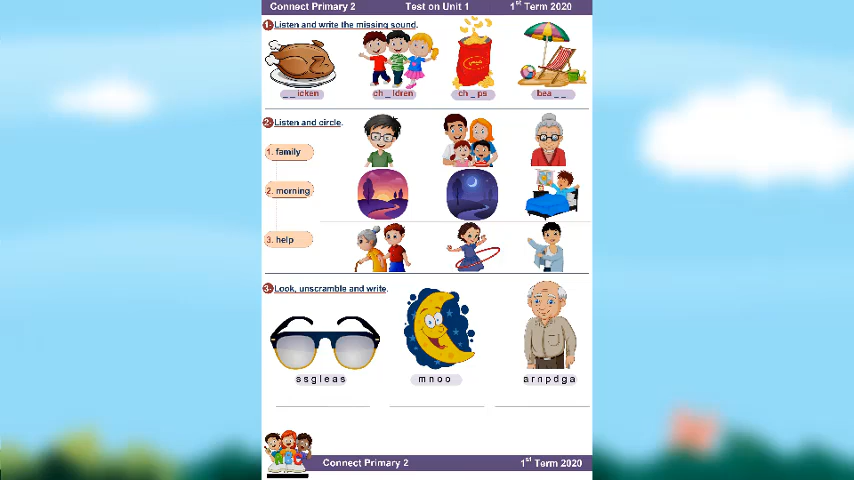 Connect Primary 2 Test on Unit 1 1st Term 2020
1- Listen and write the missing sound.
_ _ icken ch _ ldren ch _ ps bea _ _
2- Listen and circle.
1. family
2. morning
3. help
3- Look, unscramble and write.
s s g l e a s m n o o a r n p d g a
Connect Primary 2 1st Term 2020